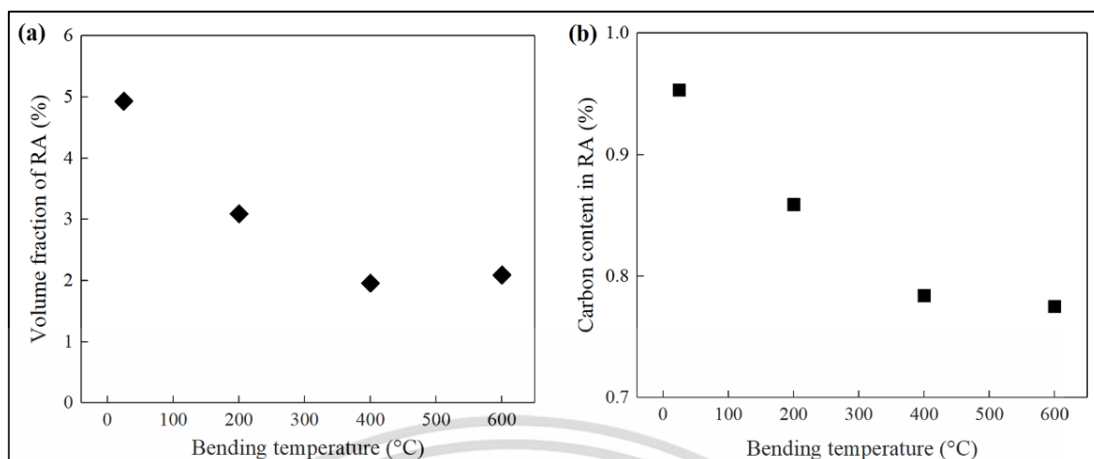 (a)
6
5
4
3
2
1
0
Volume fraction of RA (%)
0 100 200 300 400 500 600
Bending temperature (°C)
(b)
1.0
0.9
0.8
0.7
Carbon content in RA (%)
0 100 200 300 400 500 600
Bending temperature (°C)